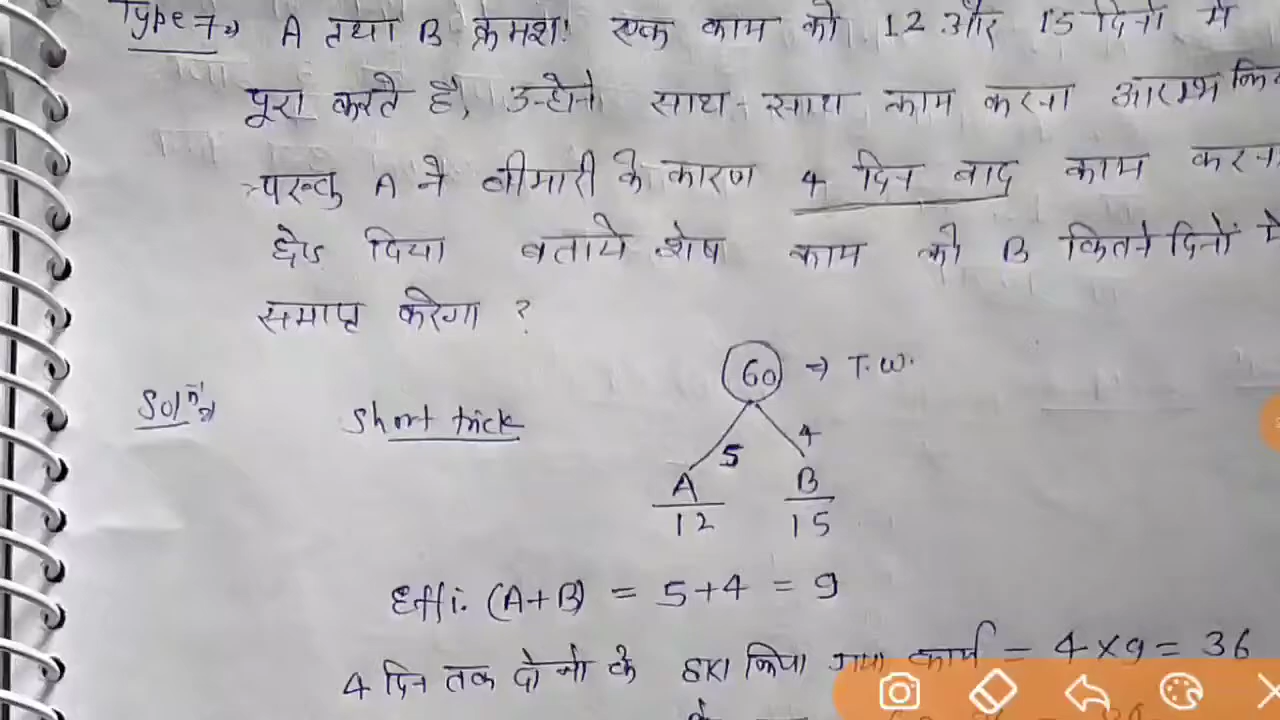 Type 7⇒ A तथा B क्रमशः एक काम को 12 और 15 दिनों में
पूरा करते है, उन्होने साथ-साथ काम करना आरम्भ
परन्तु A ने बीमारी के कारण 4 दिन बाद काम करना
छोड़ दिया बताये शेष काम को B कितने दिनों में
समाप्त करेगा ?
60 ⇒ T.W.
Solⁿ⇒ Short trick
5 4
A B
12 15
Effi. (A+B) = 5+4 = 9
4 दिन तक दोनो के द्वारा किया गया कार्य = 4×9 = 36